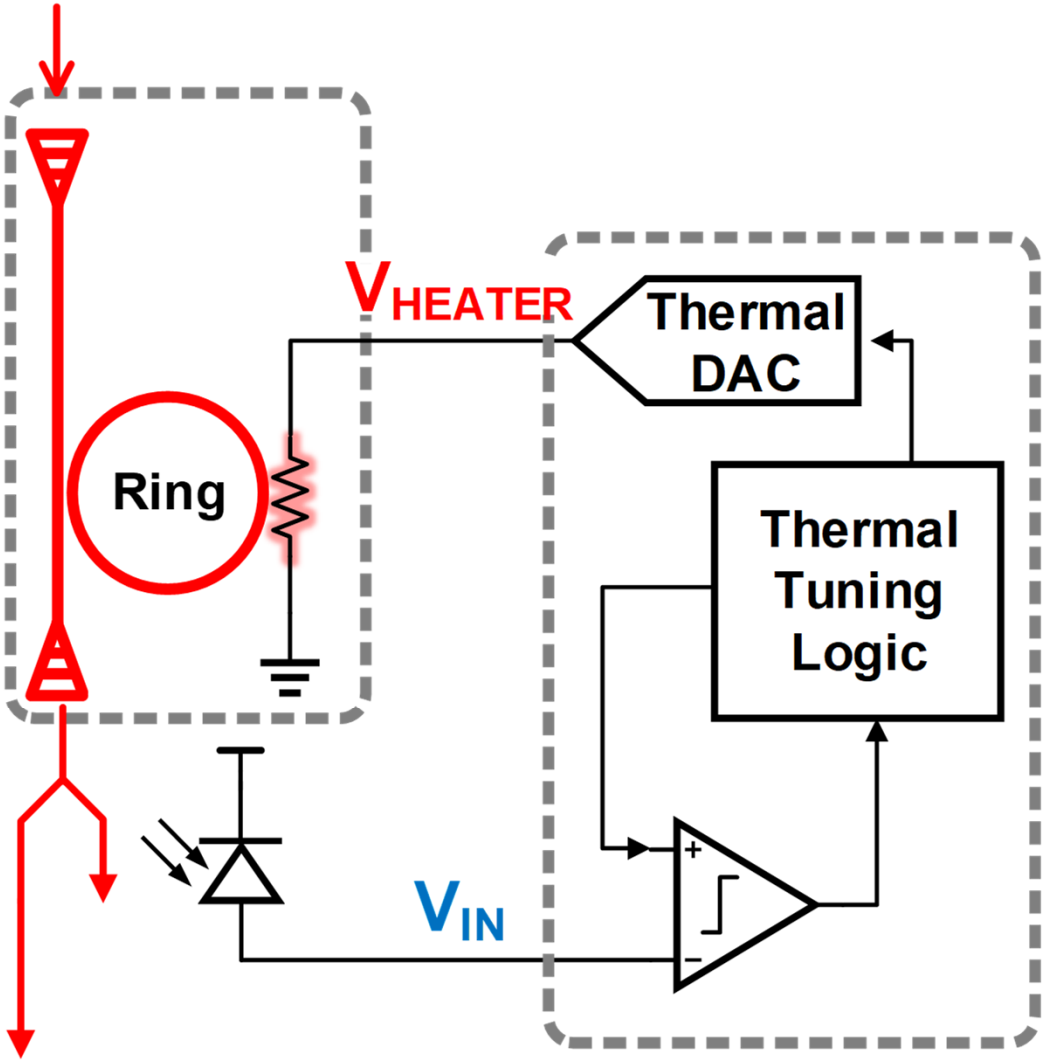 VHEATER
Thermal
DAC
Ring
Thermal
Tuning
Logic
+
VIN
−